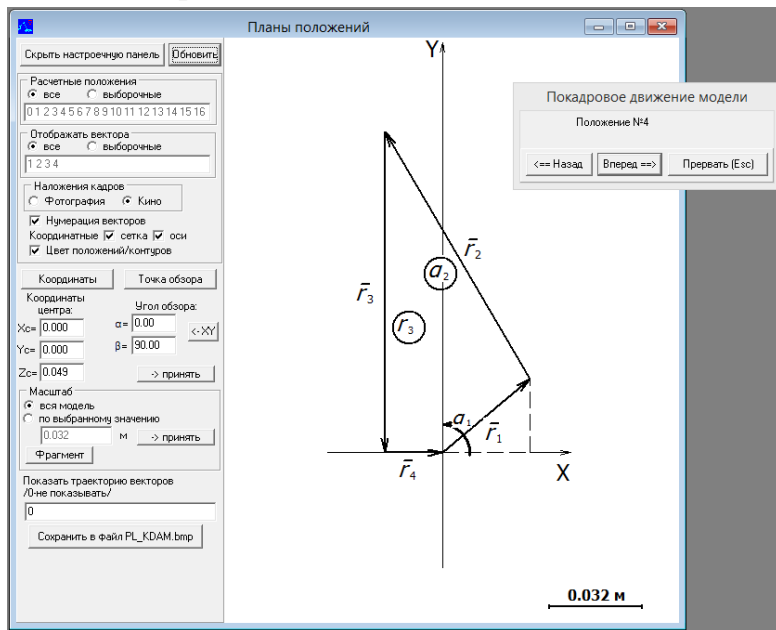 Планы положений
Скрыть настроечную панель
Обновить
Расчетные положения
все
выборочные
0 1 2 3 4 5 6 7 8 9 10 11 12 13 14 15 16
Отображать вектора
все
выборочные
1 2 3 4
Наложения кадров
Фотография
Кино
Нумерация векторов
Координатные сетка оси
Цвет положений/контуров
Координаты
Точка обзора
Координаты
центра:
Угол обзора:
Xc= 0.000
α= 0.00
<-XY
Yc= 0.000
β= 90.00
Zc= 0.049
-> принять
Масштаб
вся модель
по выбранному значению
0.032 м
-> принять
Фрагмент
Показать траекторию векторов
/0-не показывать/
0
Сохранить в файл PL_KDAM.bmp
Y
r̄₂
a₂
r̄₃
r₃
a₁
r̄₁
r̄₄
X
0.032 м
Покадровое движение модели
Положение №4
<== Назад
Вперед ==>
Прервать (Esc)